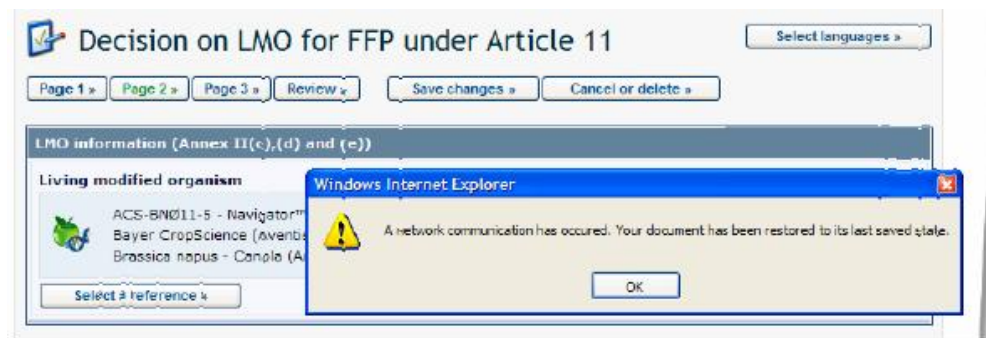 Decision on LMO for FFP under Article 11
Select languages »
Page 1 » Page 2 » Page 3 » Review » Save changes » Cancel or delete »
LMO information (Annex II(c),(d) and (e))
Living modified organism
Windows Internet Explorer
ACS-BNØ11-5 - Navigator™
Bayer CropScience (Aventis
Brassica napus - Canola (A
A network communication has occured. Your document has been restored to its last saved state.
OK
Select a reference »